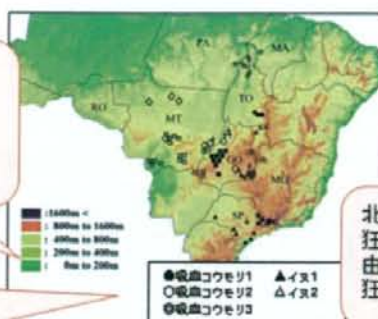 PA
MA
TO
RO
MT
GO
MG
SP
:1600m <
: 800m to 1600m
: 400m to 800m
: 200m to 400m
: 0m to 200m
●吸血コウモリ1 ▲イヌ1
○吸血コウモリ2 △イヌ2
◎吸血コウモリ3
北
狂
由
狂